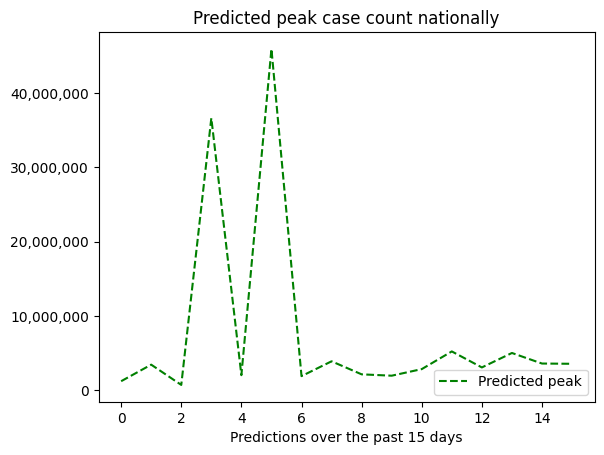 Predicted peak case count nationally
40,000,000
30,000,000
20,000,000
10,000,000
0
Predicted peak
0 2 4 6 8 10 12 14
Predictions over the past 15 days